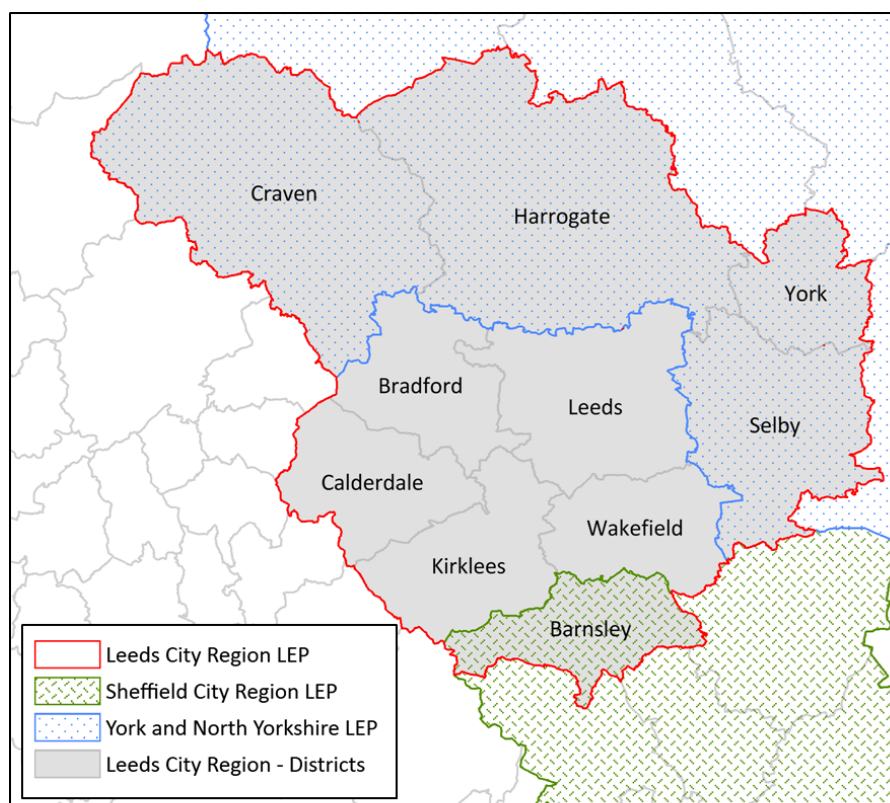 Craven
Harrogate
York
Bradford
Leeds
Selby
Calderdale
Wakefield
Kirklees
Barnsley
Leeds City Region LEP
Sheffield City Region LEP
York and North Yorkshire LEP
Leeds City Region - Districts